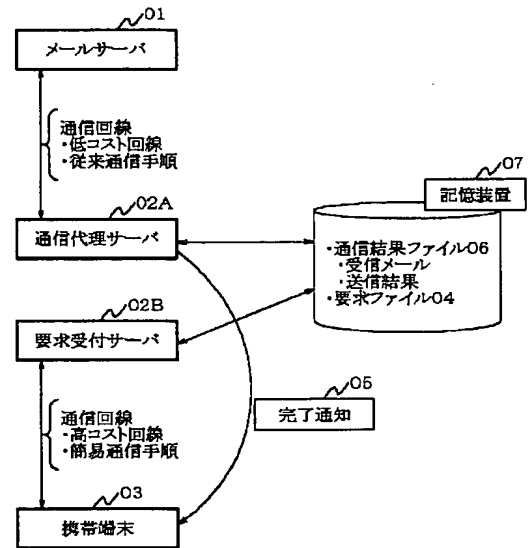 01
メールサーバ
通信回線
・低コスト回線
・従来通信手順
02A
通信代理サーバ
07
記憶装置
・通信結果ファイル06
・受信メール
・送信結果
・要求ファイル04
02B
要求受付サーバ
05
完了通知
通信回線
・高コスト回線
・簡易通信手順
03
携帯端末